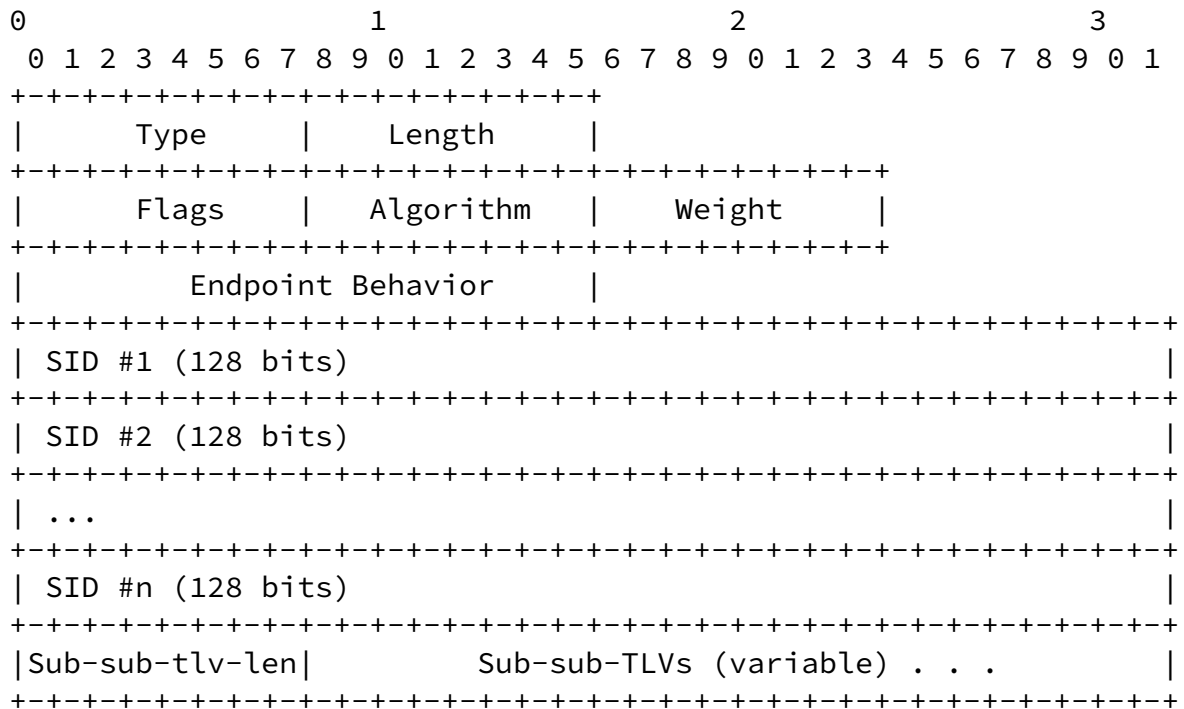 0                   1                   2                   3
 0 1 2 3 4 5 6 7 8 9 0 1 2 3 4 5 6 7 8 9 0 1 2 3 4 5 6 7 8 9 0 1
+-+-+-+-+-+-+-+-+-+-+-+-+-+-+-+-+
|      Type     |    Length     |
+-+-+-+-+-+-+-+-+-+-+-+-+-+-+-+-+-+-+-+-+-+-+-+-+
|      Flags    |   Algorithm   |    Weight     |
+-+-+-+-+-+-+-+-+-+-+-+-+-+-+-+-+-+-+-+-+-+-+-+-+
|         Endpoint Behavior     |
+-+-+-+-+-+-+-+-+-+-+-+-+-+-+-+-+-+-+-+-+-+-+-+-+-+-+-+-+-+-+-+-+
| SID #1 (128 bits)                                             |
+-+-+-+-+-+-+-+-+-+-+-+-+-+-+-+-+-+-+-+-+-+-+-+-+-+-+-+-+-+-+-+-+
| SID #2 (128 bits)                                             |
+-+-+-+-+-+-+-+-+-+-+-+-+-+-+-+-+-+-+-+-+-+-+-+-+-+-+-+-+-+-+-+-+
| ...                                                           |
+-+-+-+-+-+-+-+-+-+-+-+-+-+-+-+-+-+-+-+-+-+-+-+-+-+-+-+-+-+-+-+-+
| SID #n (128 bits)                                             |
+-+-+-+-+-+-+-+-+-+-+-+-+-+-+-+-+-+-+-+-+-+-+-+-+-+-+-+-+-+-+-+-+
|Sub-sub-tlv-len|         Sub-sub-TLVs (variable) . . .         |
+-+-+-+-+-+-+-+-+-+-+-+-+-+-+-+-+-+-+-+-+-+-+-+-+-+-+-+-+-+-+-+-+